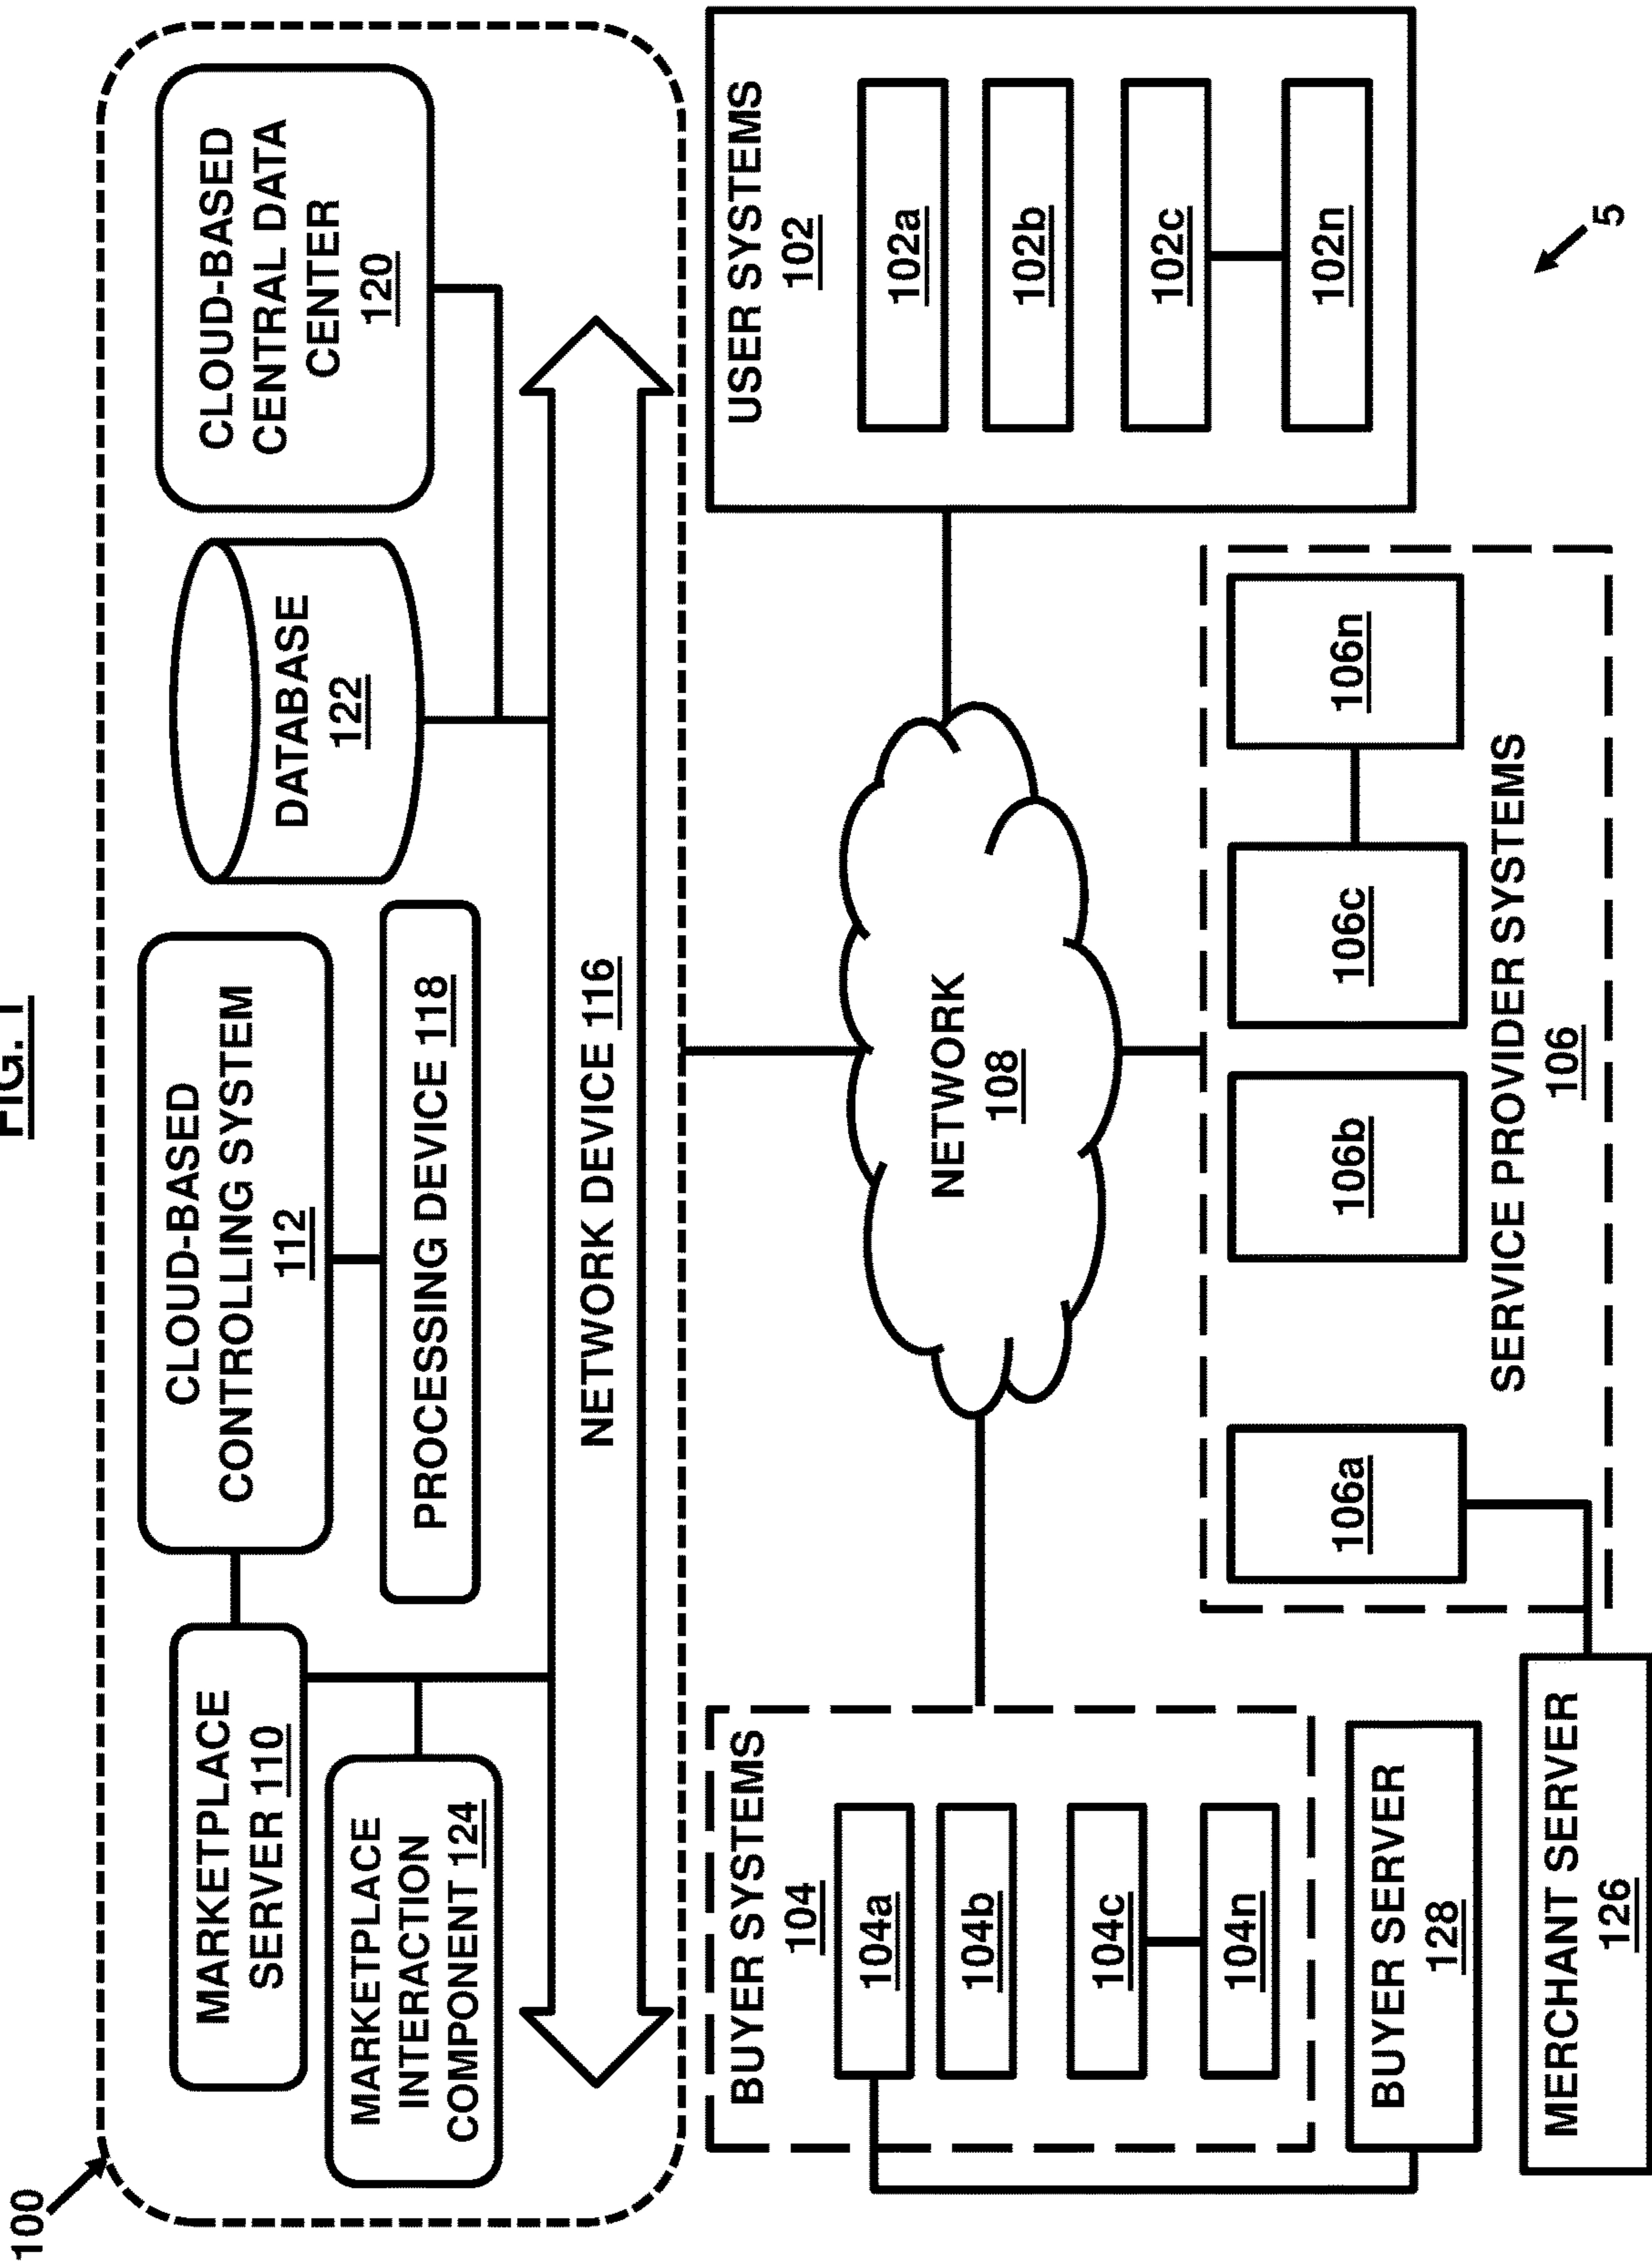 FIG. 1
100
MARKETPLACE
SERVER 110
MARKETPLACE
INTERACTION
COMPONENT 124
CLOUD-BASED
CONTROLLING SYSTEM
112
PROCESSING DEVICE 118
DATABASE
122
CLOUD-BASED
CENTRAL DATA
CENTER
120
NETWORK DEVICE 116
BUYER SYSTEMS
104
104a
104b
104c
104n
BUYER SERVER
128
MERCHANT SERVER
126
NETWORK
108
USER SYSTEMS
102
102a
102b
102c
102n
106a
106b
106c
106n
SERVICE PROVIDER SYSTEMS
106
5